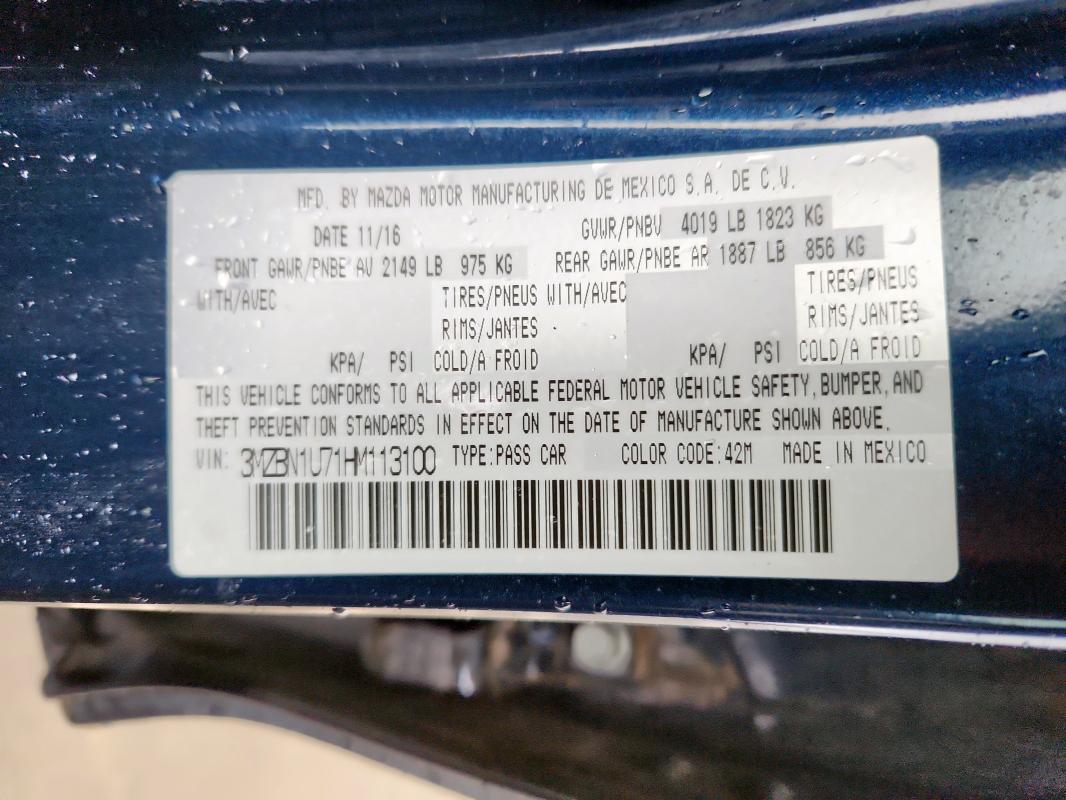 MFD. BY MAZDA MOTOR MANUFACTURING DE MEXICO S.A. DE C.V.
DATE 11/16 GVWR/PNBV 4019 LB 1823 KG
FRONT GAWR/PNBE AV 2149 LB 975 KG REAR GAWR/PNBE AR 1887 LB 856 KG
WITH/AVEC TIRES/PNEUS WITH/AVEC TIRES/PNEUS
RIMS/JANTES RIMS/JANTES
KPA/ PSI COLD/A FROID KPA/ PSI COLD/A FROID
THIS VEHICLE CONFORMS TO ALL APPLICABLE FEDERAL MOTOR VEHICLE SAFETY, BUMPER, AND
THEFT PREVENTION STANDARDS IN EFFECT ON THE DATE OF MANUFACTURE SHOWN ABOVE.
VIN: 3MZBN1U71HM113100 TYPE:PASS CAR COLOR CODE:42M MADE IN MEXICO